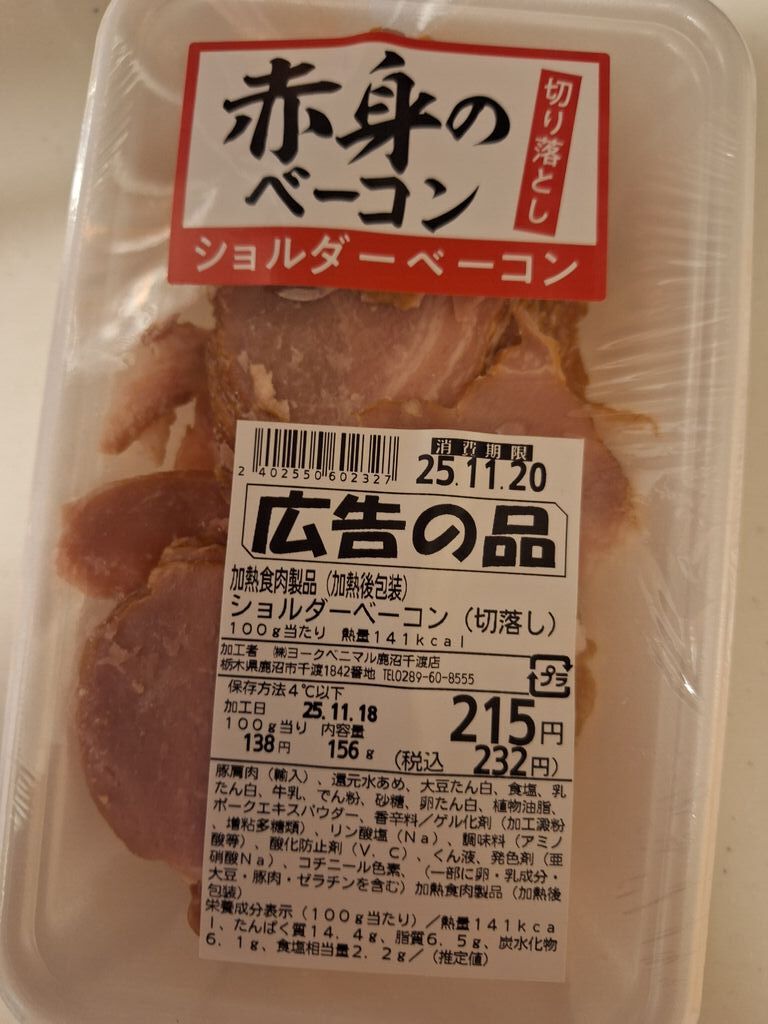 赤身の
ベーコン
切り落とし
ショルダーベーコン
2 402550 602327
消費期限
25.11.20
広告の品
加熱食肉製品（加熱後包装）
ショルダーベーコン（切落し）
100g当たり 熱量141kcal
加工者 ㈱ヨークベニマル鹿沼千渡店
栃木県鹿沼市千渡1842番地 TEL0289-60-8555
プラ
保存方法4℃以下
加工日 25.11.18
100g当り 内容量
138円 156g
215円
（税込 232円）
豚肩肉（輸入）、還元水あめ、大豆たん白、食塩、乳
たん白、牛乳、でん粉、砂糖、卵たん白、植物油脂、
ポークエキスパウダー、香辛料／ゲル化剤（加工澱粉
、増粘多糖類）、リン酸塩（Na）、調味料（アミノ
酸等）、酸化防止剤（V．C）、くん液、発色剤（亜
硝酸Na）、コチニール色素、（一部に卵・乳成分・
大豆・豚肉・ゼラチンを含む）加熱食肉製品（加熱後
包装）
栄養成分表示（100g当たり）／熱量141kca
l、たんぱく質14．4g、脂質6．5g、炭水化物
6．1g、食塩相当量2．2g／（推定値）